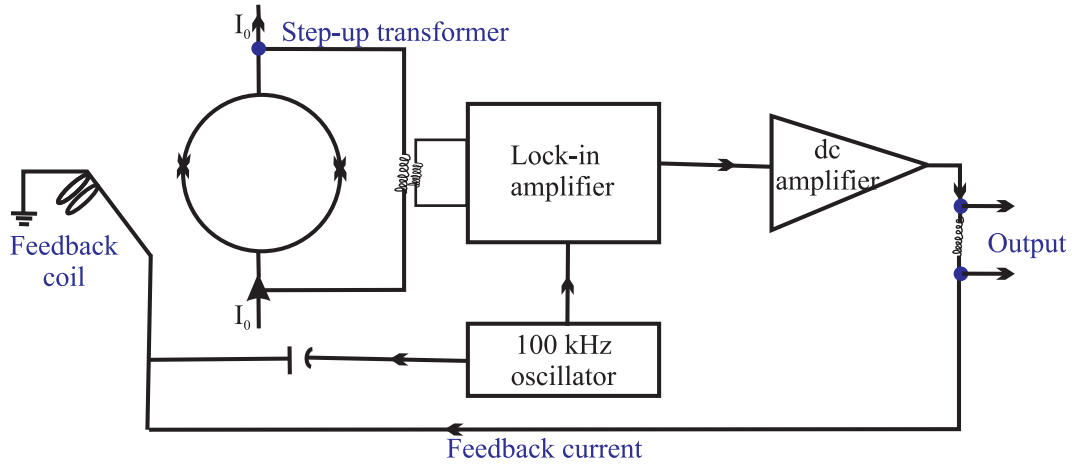 I₀
Step-up transformer
Lock-in
amplifier
dc
amplifier
Feedback
coil
Output
I₀
100 kHz
oscillator
Feedback current